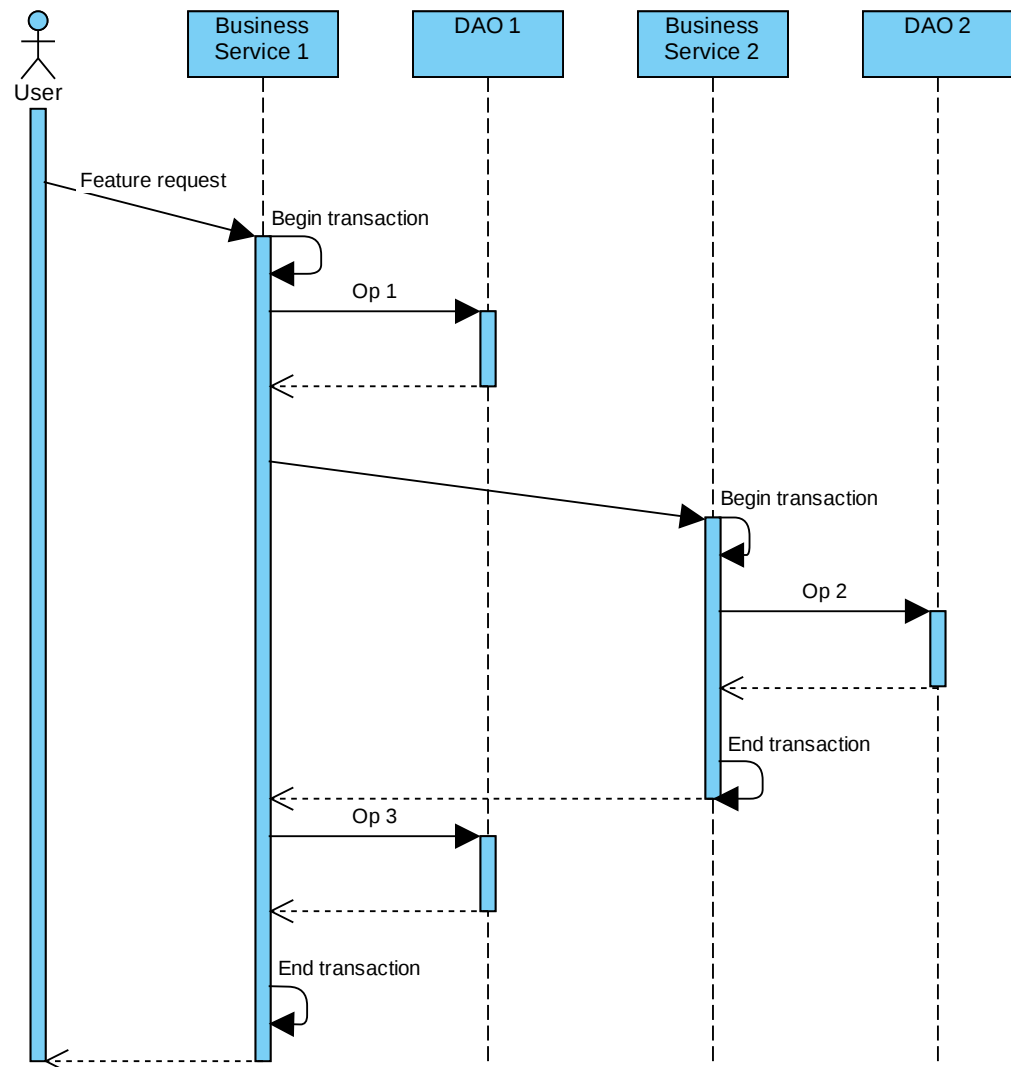 Business
Service 1
DAO 1
Business
Service 2
DAO 2
User
Feature request
Begin transaction
Op 1
Begin transaction
Op 2
End transaction
Op 3
End transaction